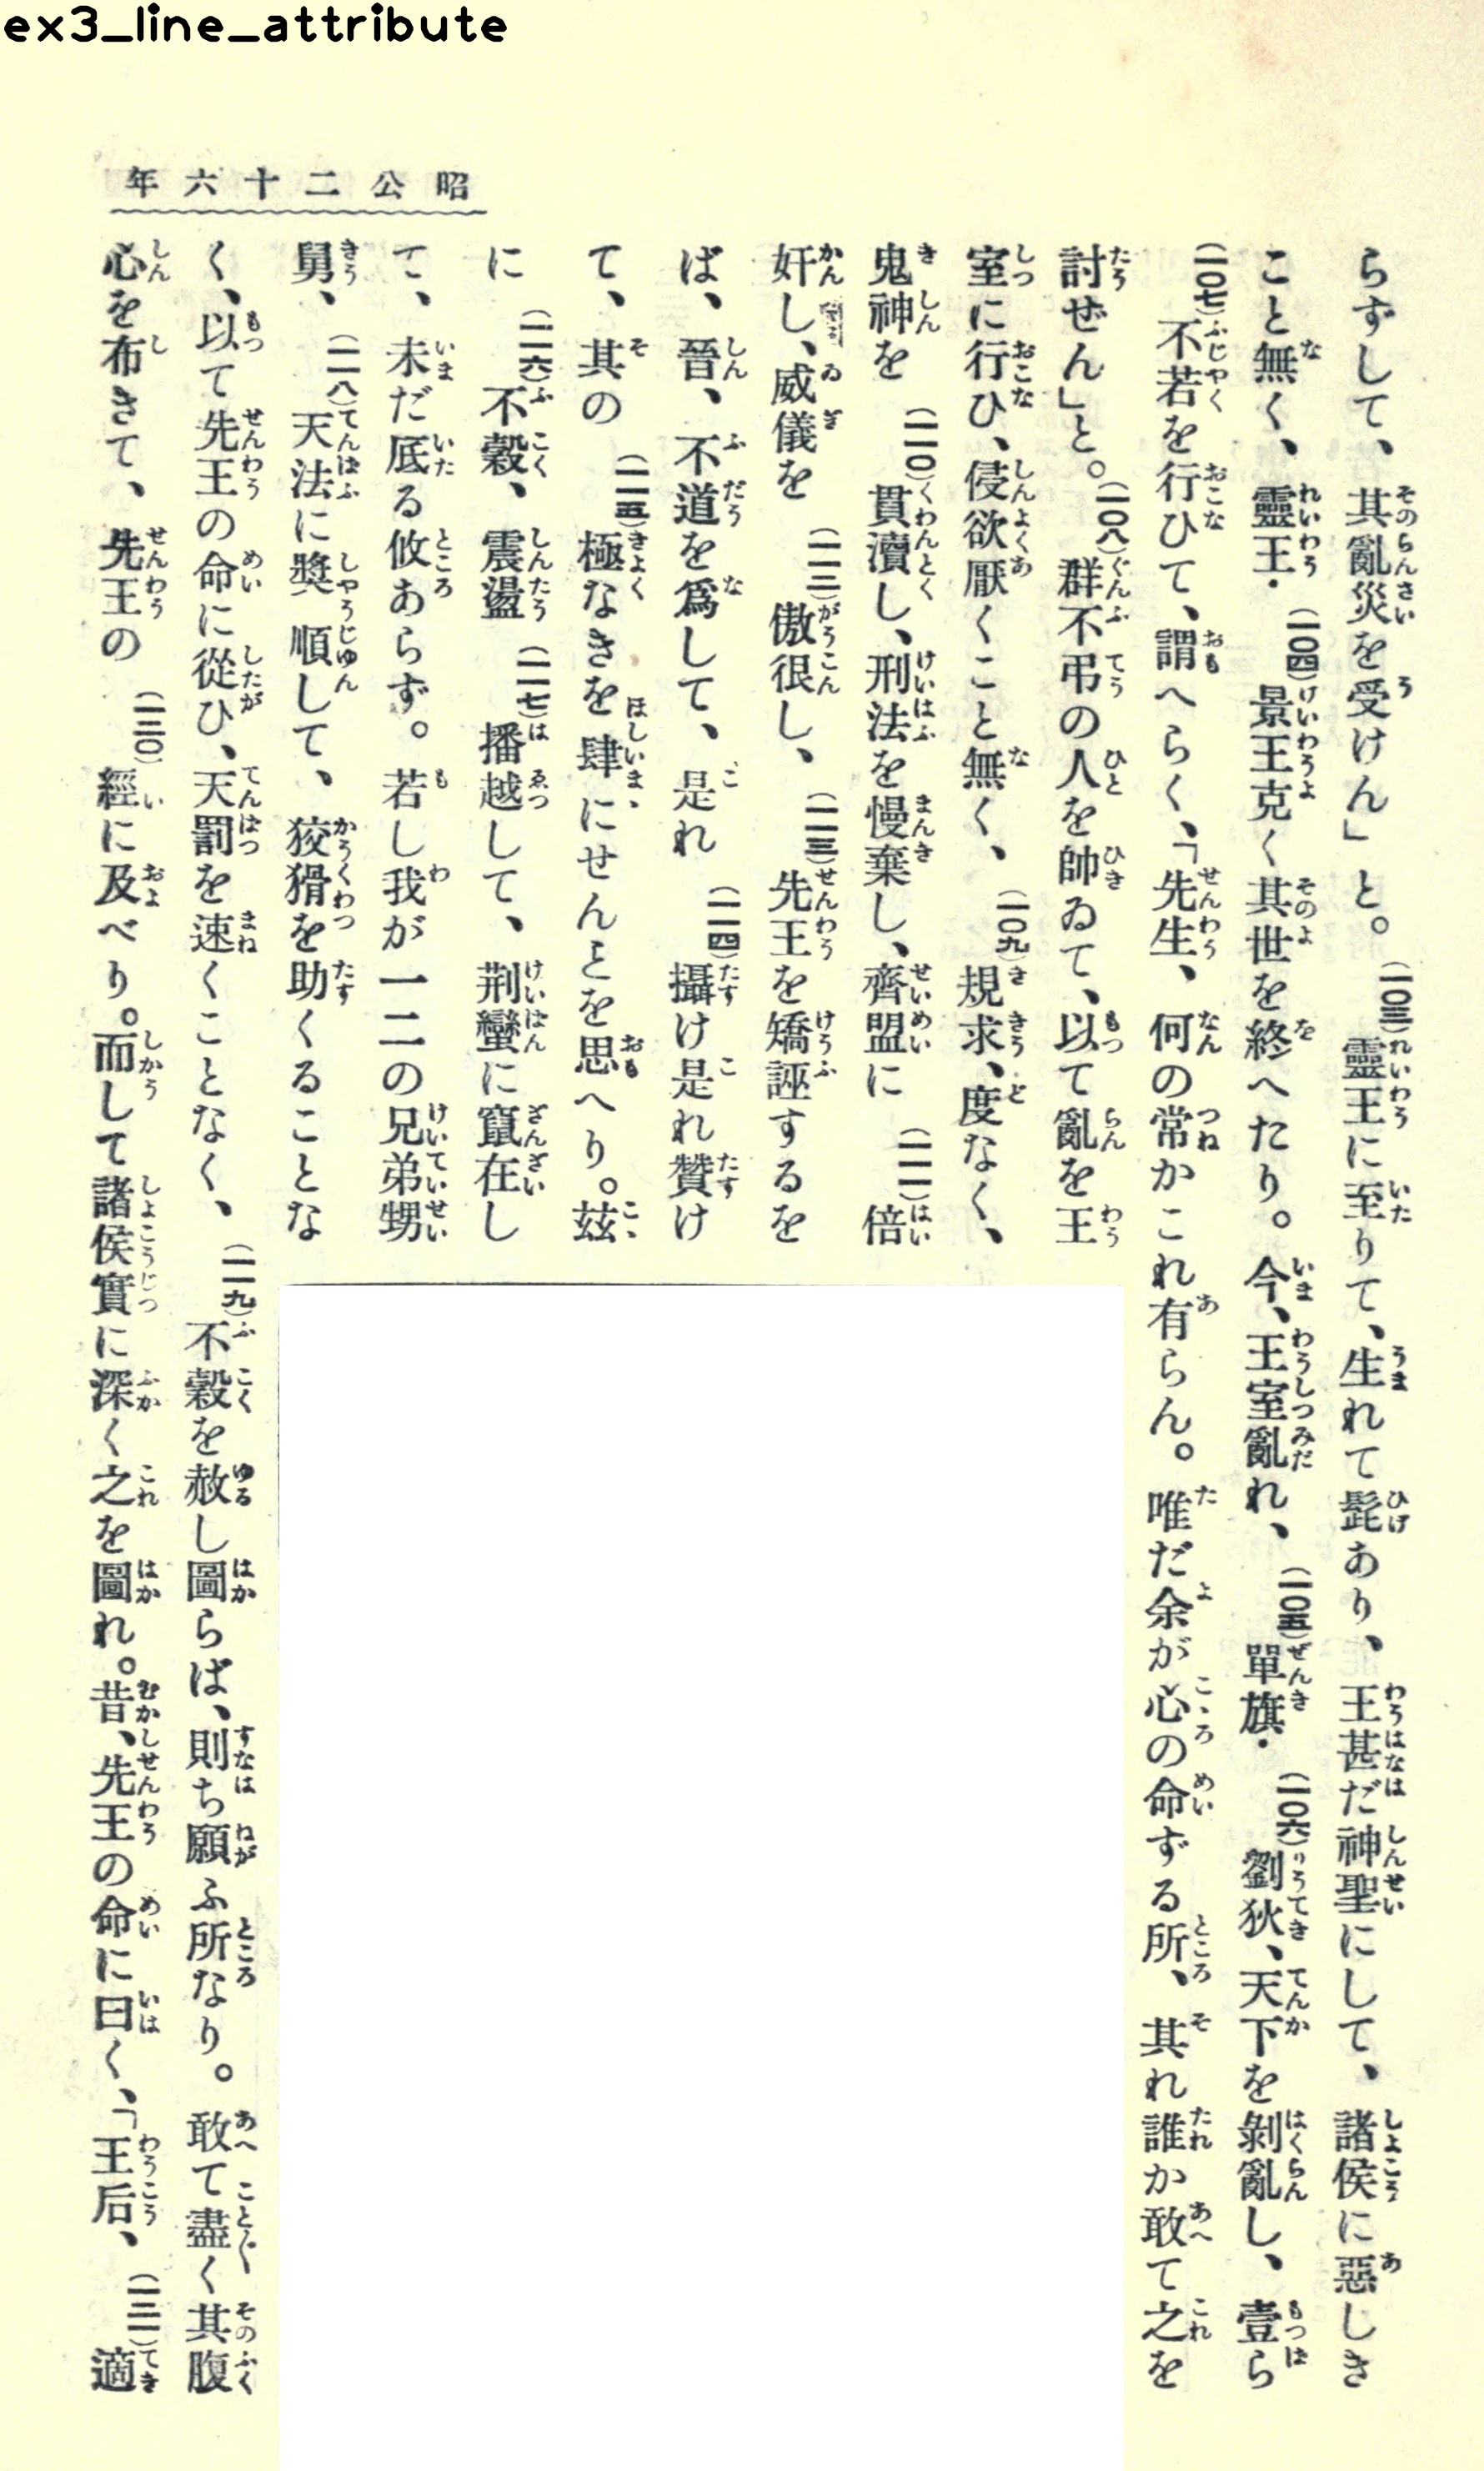 ex3_line_attribute
昭公二十六年
らずして、其亂災を受けん」と。(一〇三)靈王に至りて、生れて髭あり、王甚だ神聖にして、諸侯に惡しき
こと無く、靈王・(一〇四)景王克く其世を終へたり。今、王室亂れ、(一〇五)單旗・(一〇六)劉狄、天下を剝亂し、壹ら
(一〇七)不若を行ひて、謂へらく、「先生、何の常かこれ有らん。唯だ余が心の命ずる所、其れ誰か敢て之を
討ぜん」と。(一〇八)群不弔の人を帥ゐて、以て亂を王
室に行ひ、侵欲厭くこと無く、(一〇九)規求、度なく、
鬼神を(一一〇)貫瀆し、刑法を慢棄し、齊盟に(一一一)倍
奸し、威儀を(一一二)傲很し、(一一三)先王を矯誣するを
ば、晉、不道を爲して、是れ(一一四)攝け是れ贊け
て、其の(一一五)極なきを肆にせんとを思へり。玆
に(一一六)不穀、震盪(一一七)播越して、荆蠻に竄在し
て、未だ底る攸あらず。若し我が一二の兄弟甥
舅、(一一八)天法に奬順して、狡猾を助くることな
く、以て先王の命に從ひ、天罰を速くことなく、(一一九)不穀を赦し圖らば、則ち願ふ所なり。敢て盡く其腹
心を布きて、先王の(一二〇)經に及べり。而して諸侯實に深く之を圖れ。昔、先王の命に曰く、「王后、(一二一)適